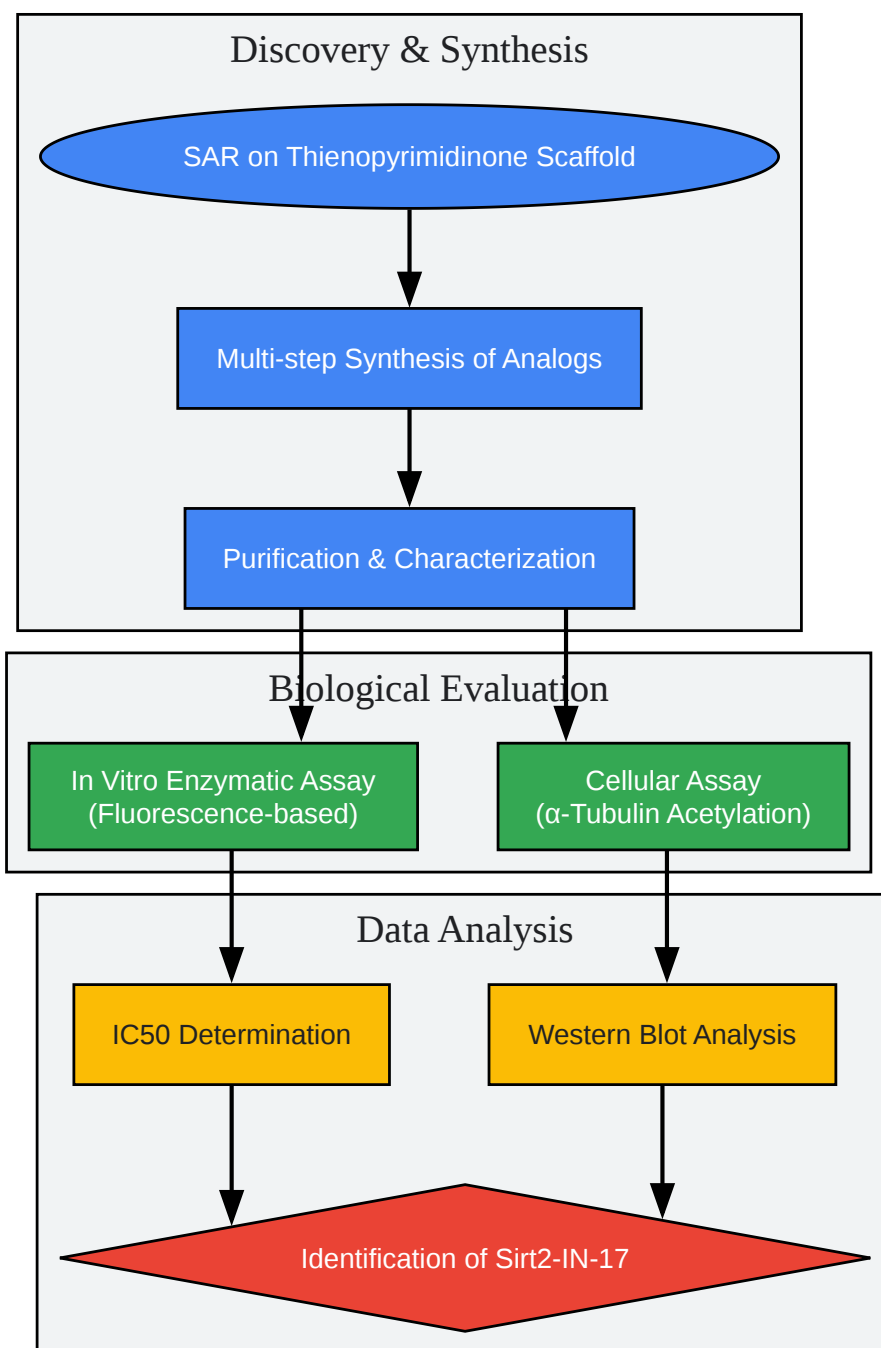 Discovery & Synthesis
SAR on Thienopyrimidinone Scaffold
Multi-step Synthesis of Analogs
Purification & Characterization
Biological Evaluation
In Vitro Enzymatic Assay
(Fluorescence-based)
Cellular Assay
(α-Tubulin Acetylation)
Data Analysis
IC50 Determination
Western Blot Analysis
Identification of Sirt2-IN-17